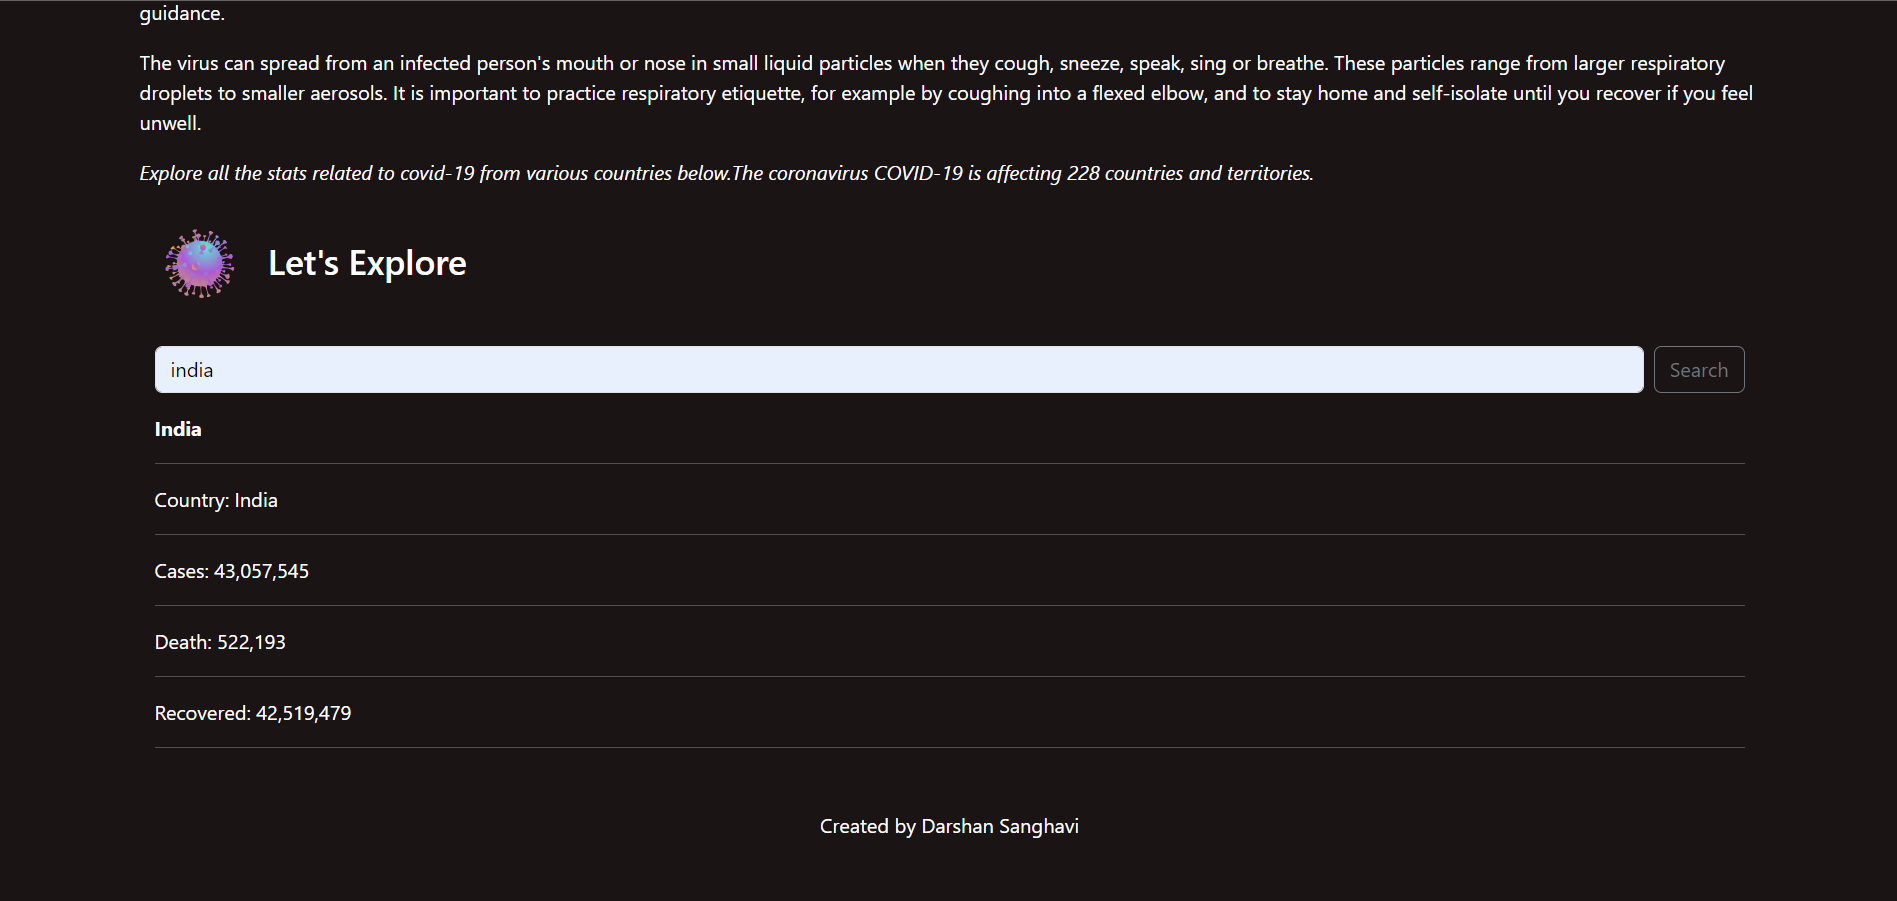 guidance.
The virus can spread from an infected person's mouth or nose in small liquid particles when they cough, sneeze, speak, sing or breathe. These particles range from larger respiratory
droplets to smaller aerosols. It is important to practice respiratory etiquette, for example by coughing into a flexed elbow, and to stay home and self-isolate until you recover if you feel
unwell.
Explore all the stats related to covid-19 from various countries below.The coronavirus COVID-19 is affecting 228 countries and territories.
Let's Explore
india
Search
India
Country: India
Cases: 43,057,545
Death: 522,193
Recovered: 42,519,479
Created by Darshan Sanghavi